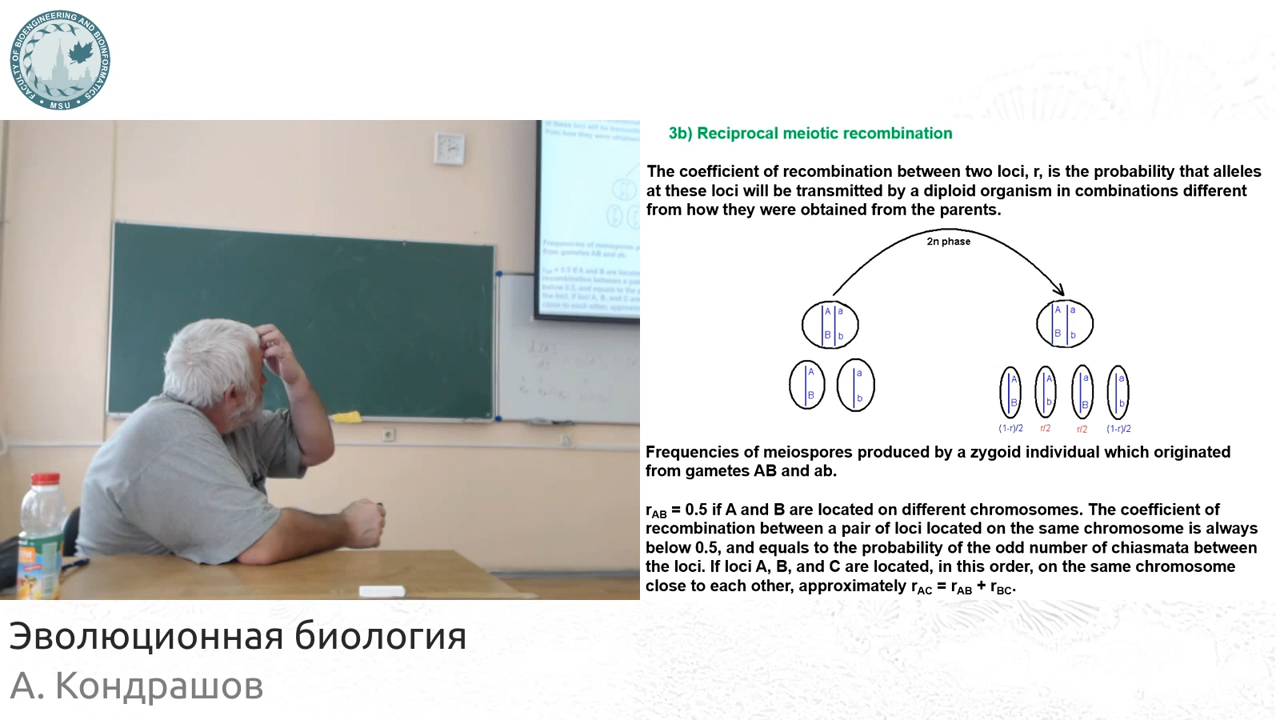 FACULTY OF BIOENGINEERING AND BIOINFORMATICS
• MSU •
3b) Reciprocal meiotic recombination
The coefficient of recombination between two loci, r, is the probability that alleles
at these loci will be transmitted by a diploid organism in combinations different
from how they were obtained from the parents.
2n phase
A a
B b
A a
B b
A a
B b
A A a a
B b B b
(1-r)/2 r/2 r/2 (1-r)/2
Frequencies of meiospores produced by a zygoid individual which originated
from gametes AB and ab.
rAB = 0.5 if A and B are located on different chromosomes. The coefficient of
recombination between a pair of loci located on the same chromosome is always
below 0.5, and equals to the probability of the odd number of chiasmata between
the loci. If loci A, B, and C are located, in this order, on the same chromosome
close to each other, approximately rAC = rAB + rBC.
Эволюционная биология
А. Кондрашов